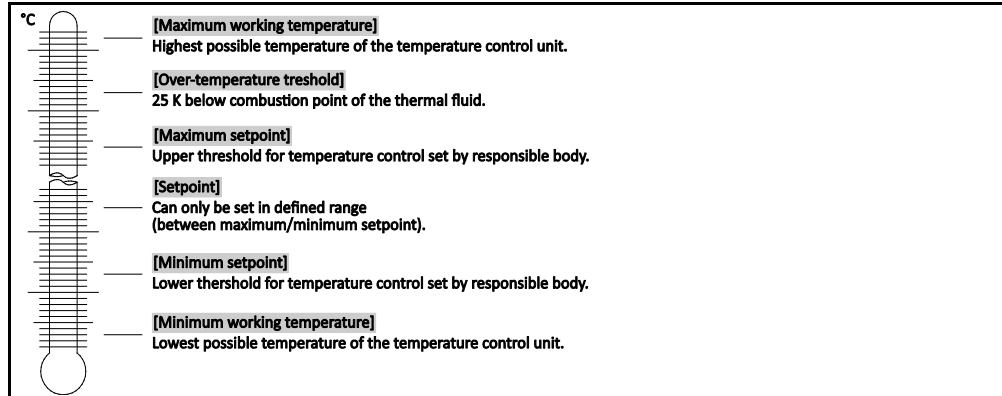 °C
[Maximum working temperature]
Highest possible temperature of the temperature control unit.
[Over-temperature treshold]
25 K below combustion point of the thermal fluid.
[Maximum setpoint]
Upper threshold for temperature control set by responsible body.
[Setpoint]
Can only be set in defined range
(between maximum/minimum setpoint).
[Minimum setpoint]
Lower thershold for temperature control set by responsible body.
[Minimum working temperature]
Lowest possible temperature of the temperature control unit.